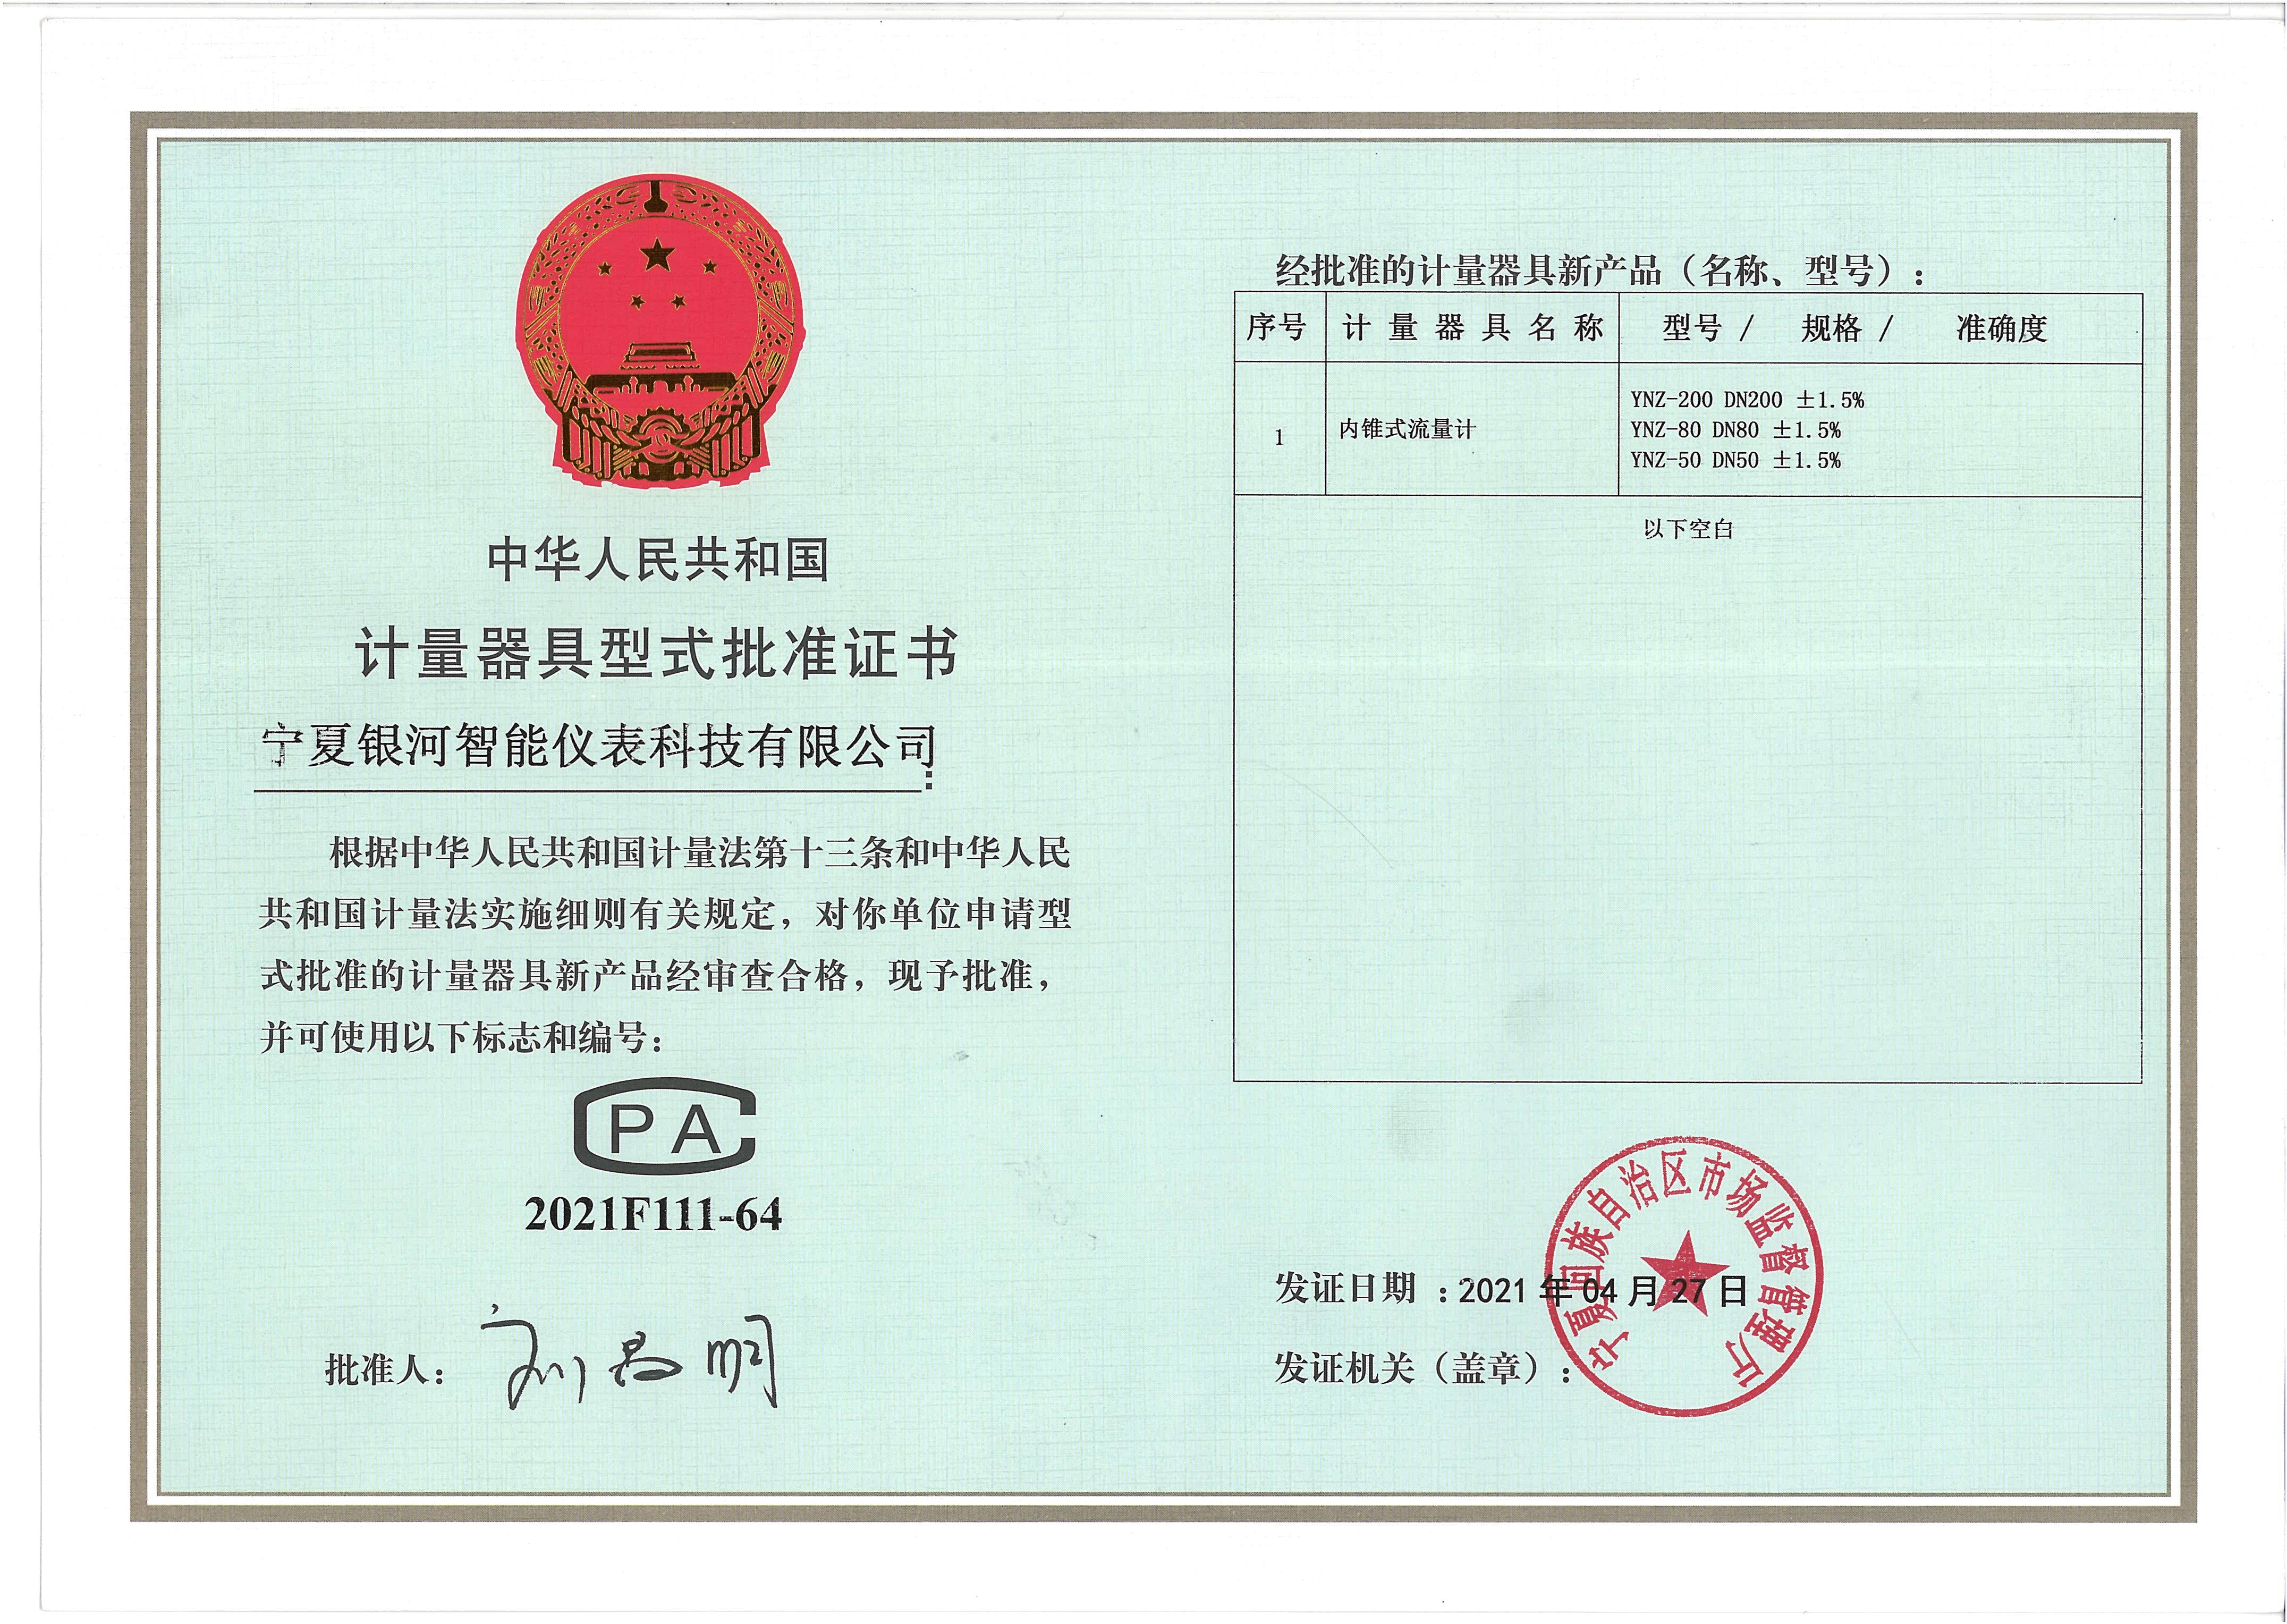 中华人民共和国
计量器具型式批准证书
宁夏银河智能仪表科技有限公司:
根据中华人民共和国计量法第十三条和中华人民
共和国计量法实施细则有关规定，对你单位申请型
式批准的计量器具新产品经审查合格，现予批准，
并可使用以下标志和编号：
CPA
2021F111-64
批准人：
经批准的计量器具新产品（名称、型号）：
序号 计量器具名称 型号 / 规格 / 准确度
1 内锥式流量计
YNZ-200 DN200 ±1.5%
YNZ-80 DN80 ±1.5%
YNZ-50 DN50 ±1.5%
以下空白
发证日期：2021 年 04 月 27 日
发证机关（盖章）：
宁夏回族自治区市场监督管理厅